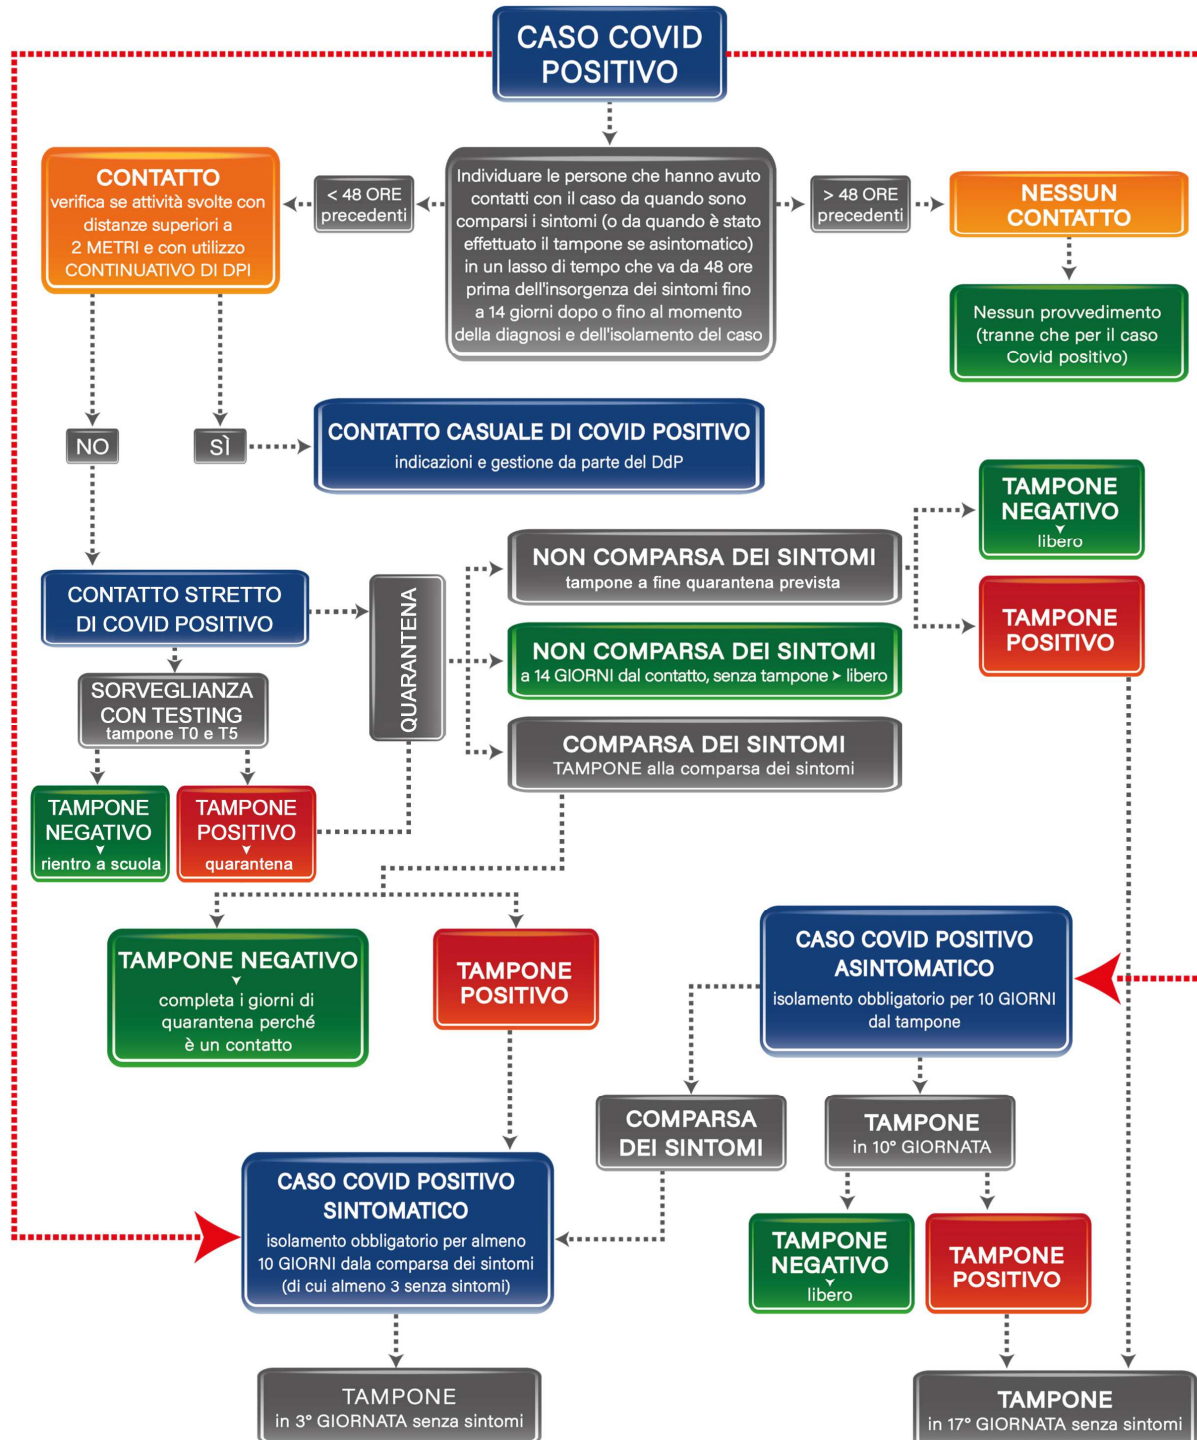 CASO COVID
POSITIVO
CONTATTO
verifica se attività svolte con
distanze superiori a
2 METRI e con utilizzo
CONTINUATIVO DI DPI
< 48 ORE
precedenti
Individuare le persone che hanno avuto
contatti con il caso da quando sono
comparsi i sintomi (o da quando è stato
effettuato il tampone se asintomatico)
in un lasso di tempo che va da 48 ore
prima dell'insorgenza dei sintomi fino
a 14 giorni dopo o fino al momento
della diagnosi e dell'isolamento del caso
> 48 ORE
precedenti
NESSUN
CONTATTO
Nessun provvedimento
(tranne che per il caso
Covid positivo)
NO
SÌ
CONTATTO CASUALE DI COVID POSITIVO
indicazioni e gestione da parte del DdP
CONTATTO STRETTO
DI COVID POSITIVO
QUARANTENA
NON COMPARSA DEI SINTOMI
tampone a fine quarantena prevista
TAMPONE
NEGATIVO
libero
TAMPONE
POSITIVO
NON COMPARSA DEI SINTOMI
a 14 GIORNI dal contatto, senza tampone ➤ libero
COMPARSA DEI SINTOMI
TAMPONE alla comparsa dei sintomi
SORVEGLIANZA
CON TESTING
tampone T0 e T5
TAMPONE
NEGATIVO
rientro a scuola
TAMPONE
POSITIVO
quarantena
TAMPONE NEGATIVO
completa i giorni di
quarantena perché
è un contatto
TAMPONE
POSITIVO
CASO COVID POSITIVO
ASINTOMATICO
isolamento obbligatorio per 10 GIORNI
dal tampone
COMPARSA
DEI SINTOMI
TAMPONE
in 10° GIORNATA
CASO COVID POSITIVO
SINTOMATICO
isolamento obbligatorio per almeno
10 GIORNI dala comparsa dei sintomi
(di cui almeno 3 senza sintomi)
TAMPONE
NEGATIVO
libero
TAMPONE
POSITIVO
TAMPONE
in 3° GIORNATA senza sintomi
TAMPONE
in 17° GIORNATA senza sintomi